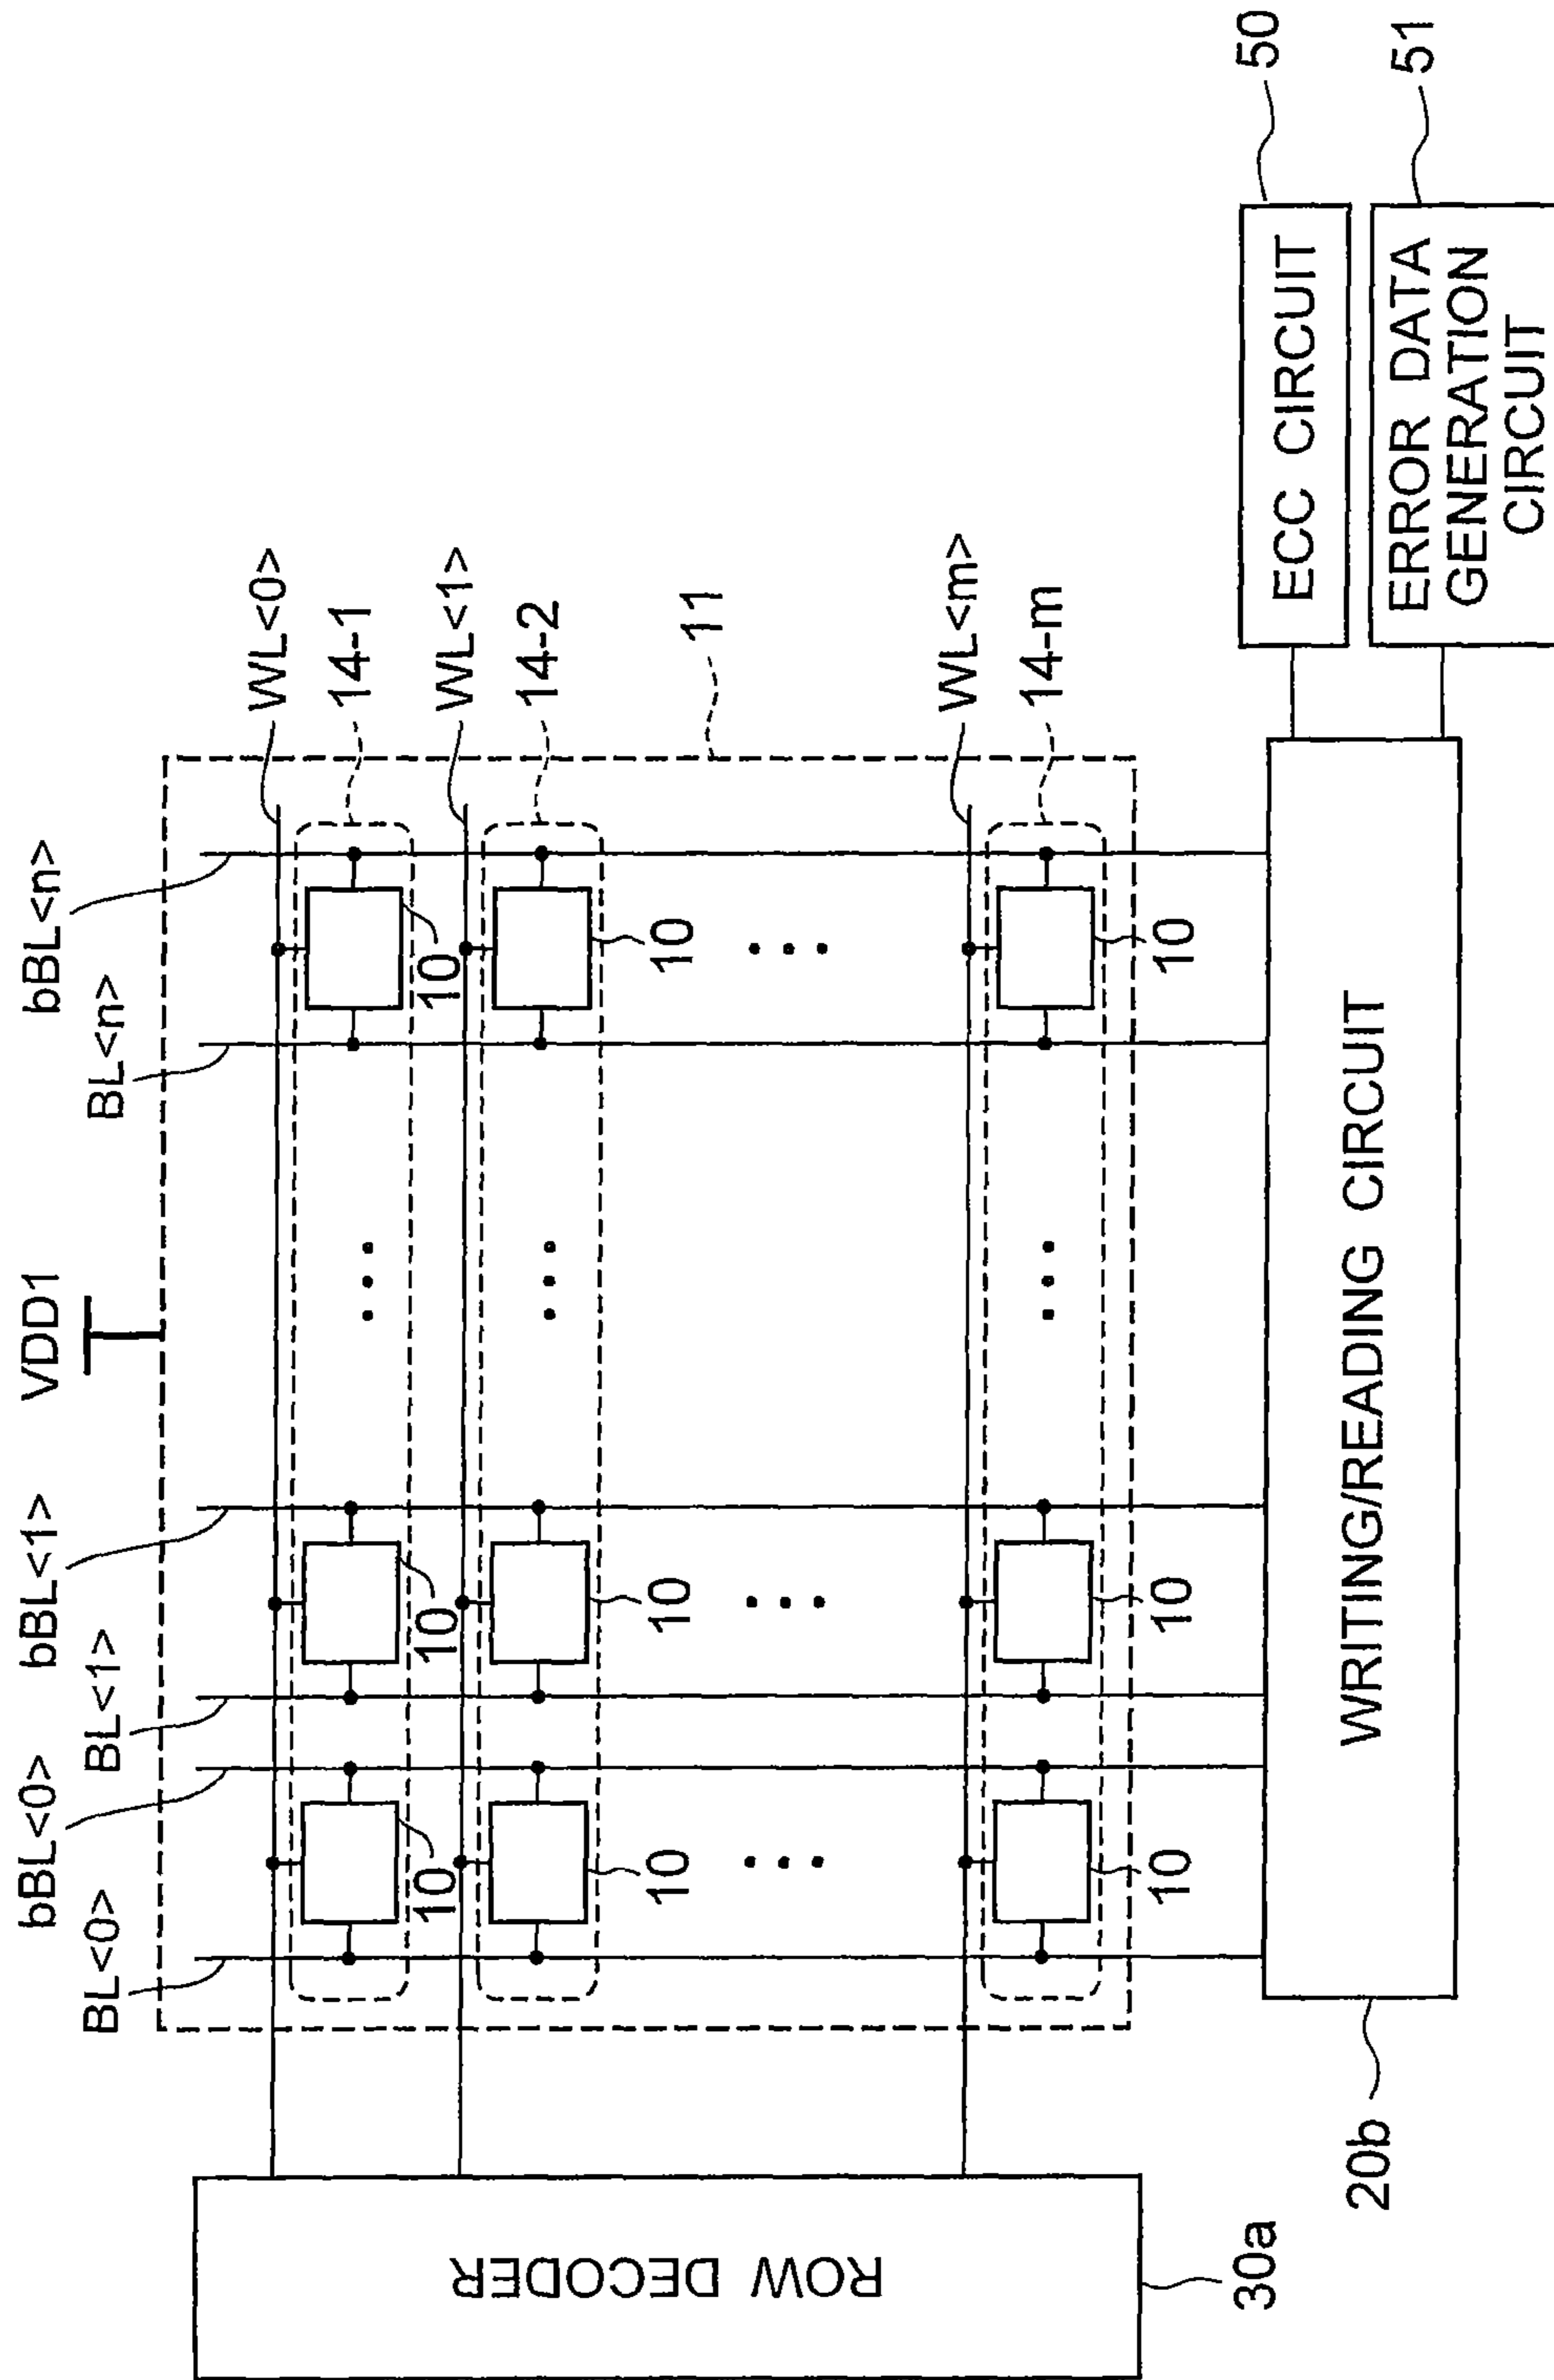 VDD1
bBL<0>
bBL<1>
bBL<n>
BL<0>
BL<1>
BL<n>
WL<0>
14-1
10
10
10
WL<1>
14-2
10
10
10
11
WL<m>
14-m
10
10
10
ROW DECODER
30a
WRITING/READING CIRCUIT
20b
ECC CIRCUIT
50
ERROR DATA
GENERATION
CIRCUIT
51